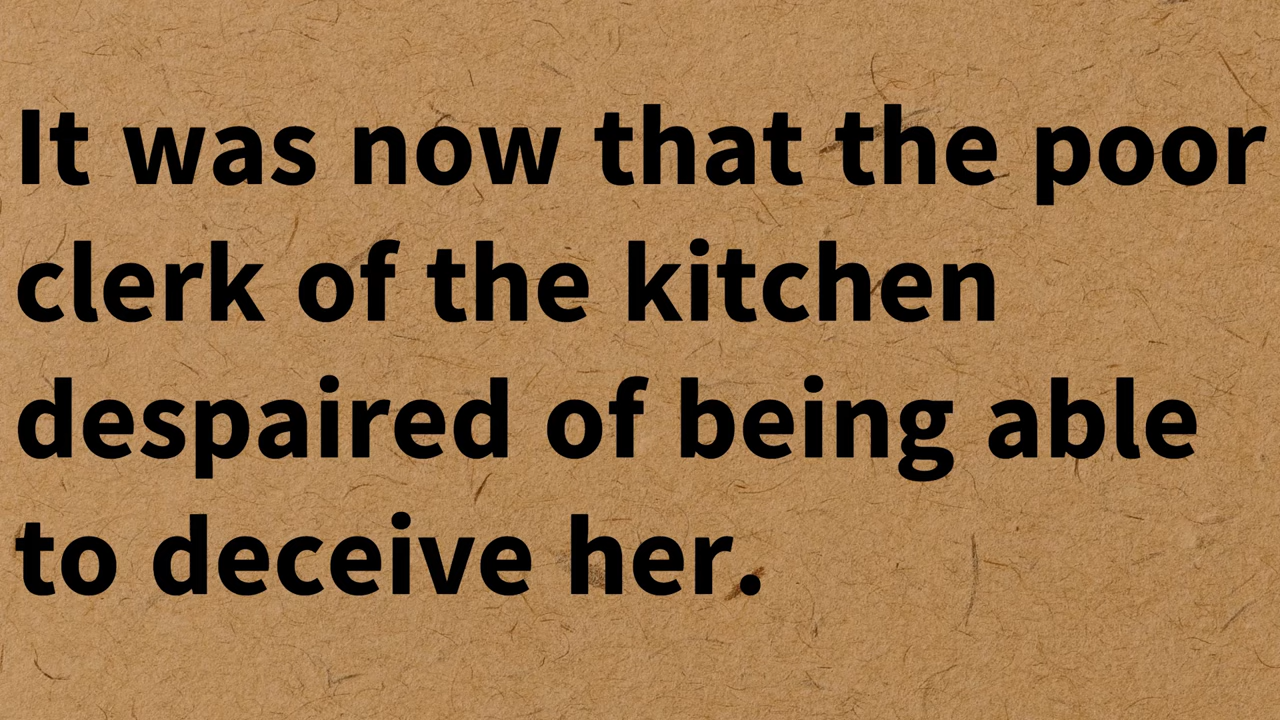 It was now that the poor
clerk of the kitchen
despaired of being able
to deceive her.